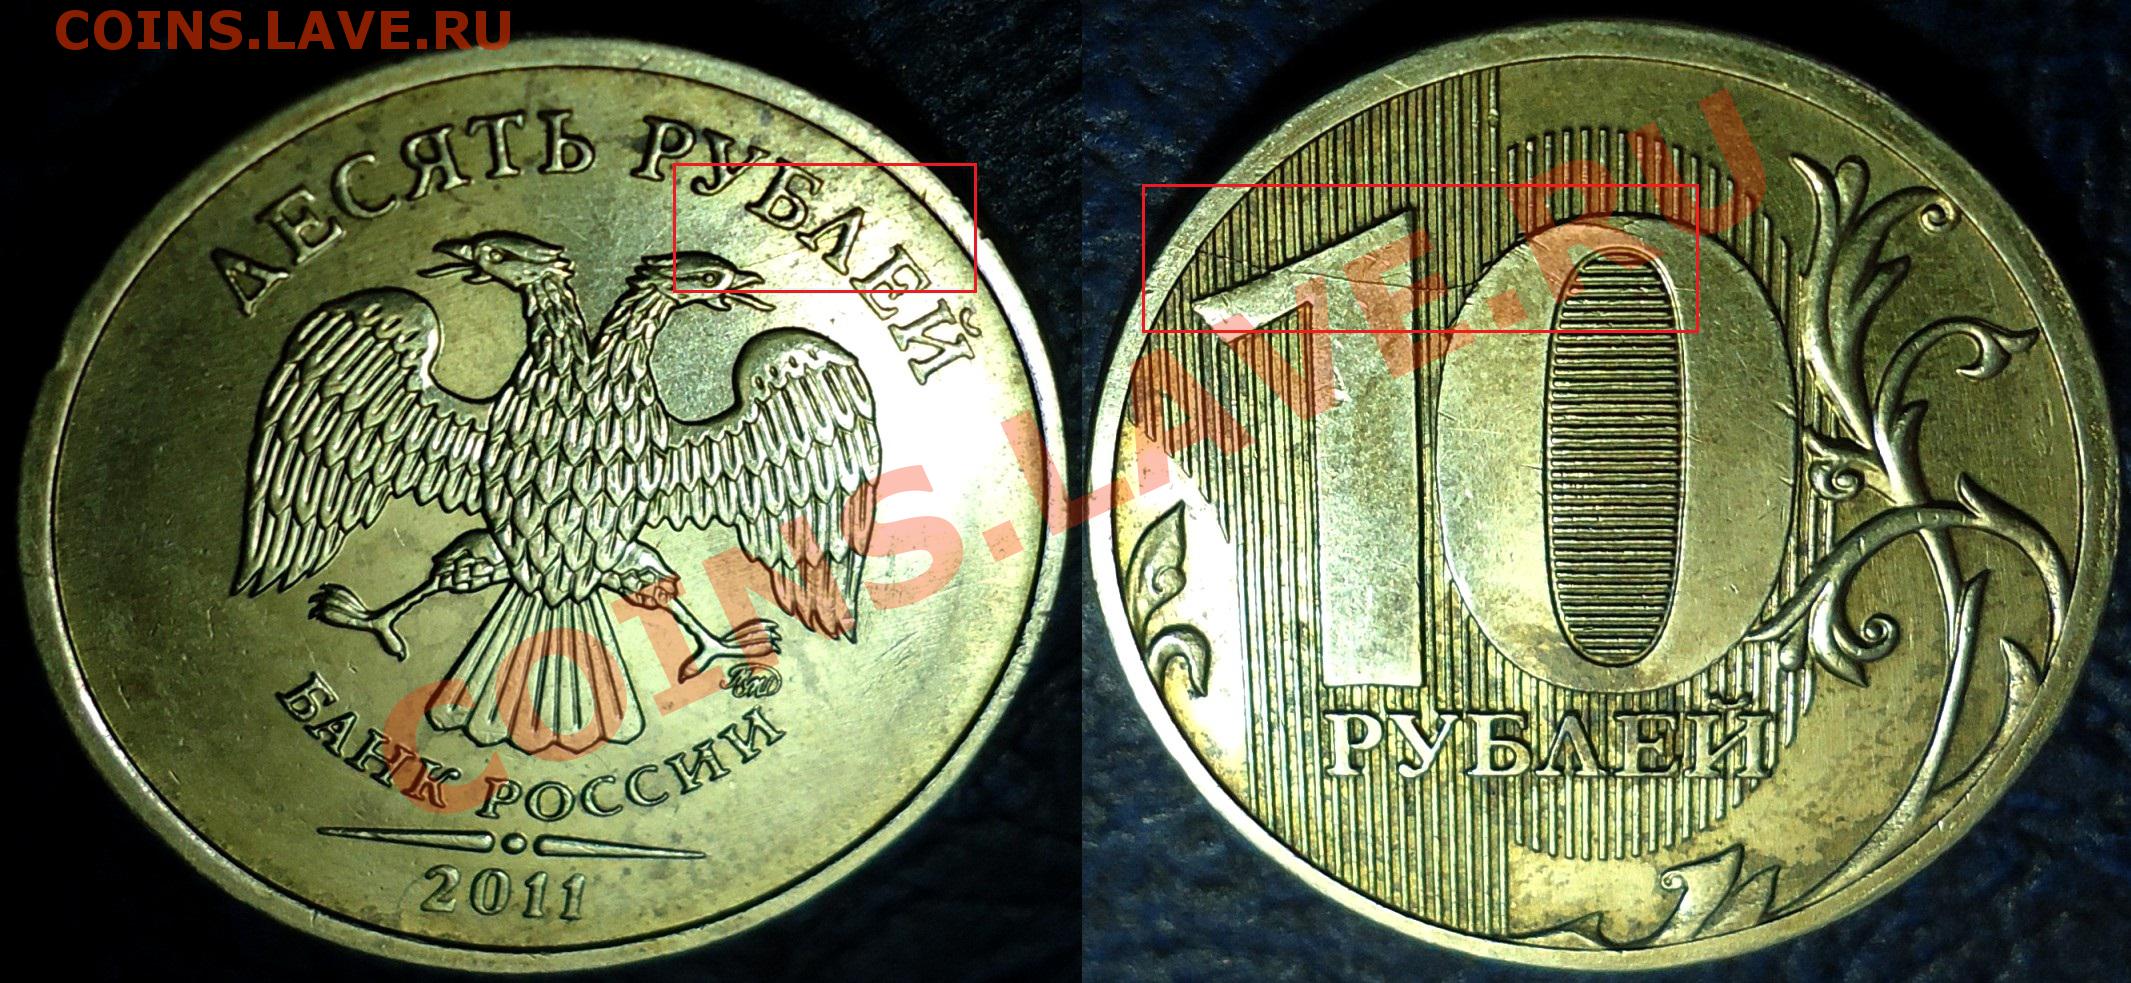 COINS.LAVE.RU
ДЕСЯТЬ РУБЛЕЙ
БАНК РОССИИ
2011
10
РУБЛЕЙ
COINS.LAVE.RU